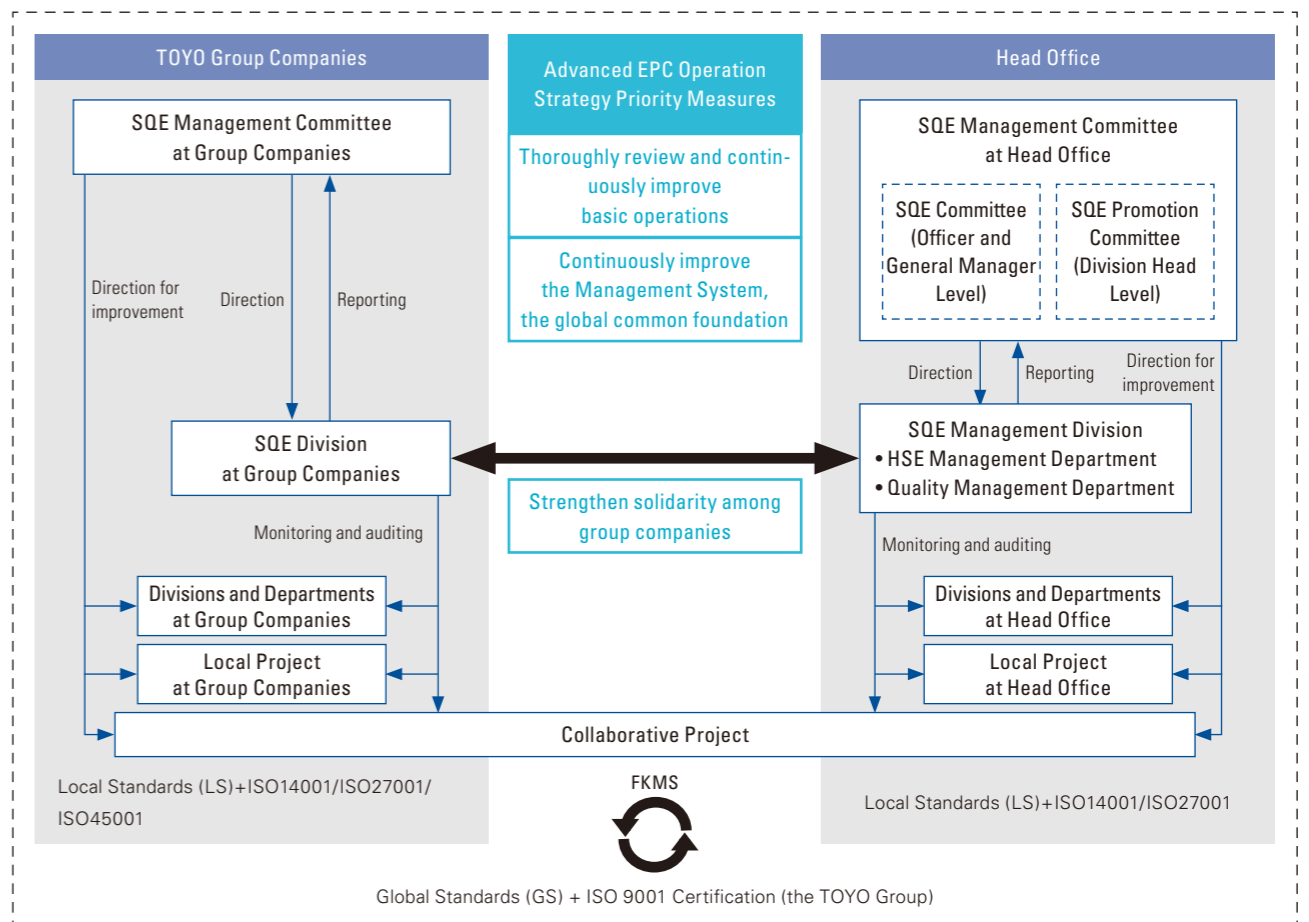 TOYO Group Companies
SQE Management Committee
at Group Companies
Direction for
improvement
Direction
Reporting
SQE Division
at Group Companies
Monitoring and auditing
Divisions and Departments
at Group Companies
Local Project
at Group Companies
Advanced EPC Operation
Strategy Priority Measures
Thoroughly review and contin-
uously improve
basic operations
Continuously improve
the Management System,
the global common foundation
Strengthen solidarity among
group companies
Head Office
SQE Management Committee
at Head Office
SQE Committee
(Officer and
General Manager
Level)
SQE Promotion
Committee
(Division Head
Level)
Direction
Reporting
Direction for
improvement
SQE Management Division
• HSE Management Department
• Quality Management Department
Monitoring and auditing
Divisions and Departments
at Head Office
Local Project
at Head Office
Collaborative Project
Local Standards (LS)+ISO14001/ISO27001/
ISO45001
FKMS
Local Standards (LS)+ISO14001/ISO27001
Global Standards (GS) + ISO 9001 Certification (the TOYO Group)